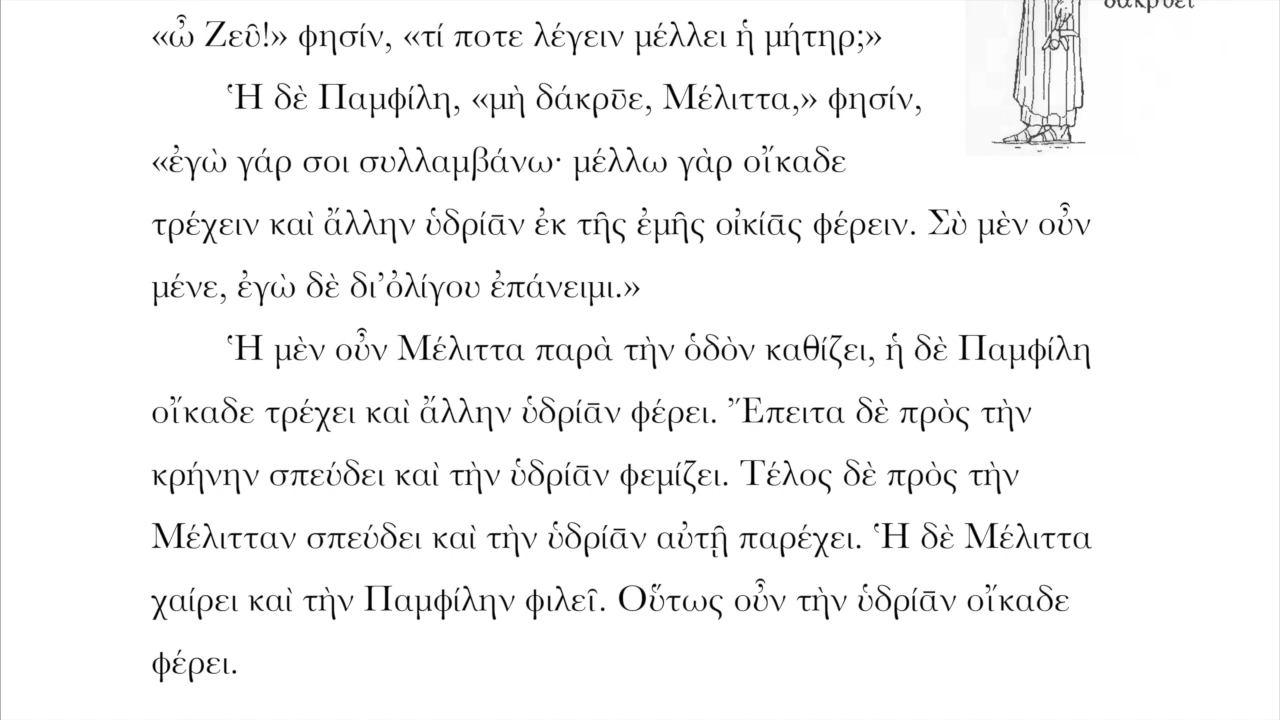 δακρύει
«ὦ Ζεῦ!» φησίν, «τί ποτε λέγειν μέλλει ἡ μήτηρ;»
Ἡ δὲ Παμφίλη, «μὴ δάκρῡε, Μέλιττα,» φησίν,
«ἐγὼ γάρ σοι συλλαμβάνω· μέλλω γὰρ οἴκαδε
τρέχειν καὶ ἄλλην ὑδρίᾱν ἐκ τῆς ἐμῆς οἰκίᾱς φέρειν. Σὺ μὲν οὖν
μένε, ἐγὼ δὲ δι’ὀλίγου ἐπάνειμι.»
Ἡ μὲν οὖν Μέλιττα παρὰ τὴν ὁδὸν καθίζει, ἡ δὲ Παμφίλη
οἴκαδε τρέχει καὶ ἄλλην ὑδρίᾱν φέρει. Ἔπειτα δὲ πρὸς τὴν
κρήνην σπεύδει καὶ τὴν ὑδρίᾱν φεμίζει. Τέλος δὲ πρὸς τὴν
Μέλιτταν σπεύδει καὶ τὴν ὑδρίᾱν αὐτῇ παρέχει. Ἡ δὲ Μέλιττα
χαίρει καὶ τὴν Παμφίλην φιλεῖ. Οὕτως οὖν τὴν ὑδρίᾱν οἴκαδε
φέρει.